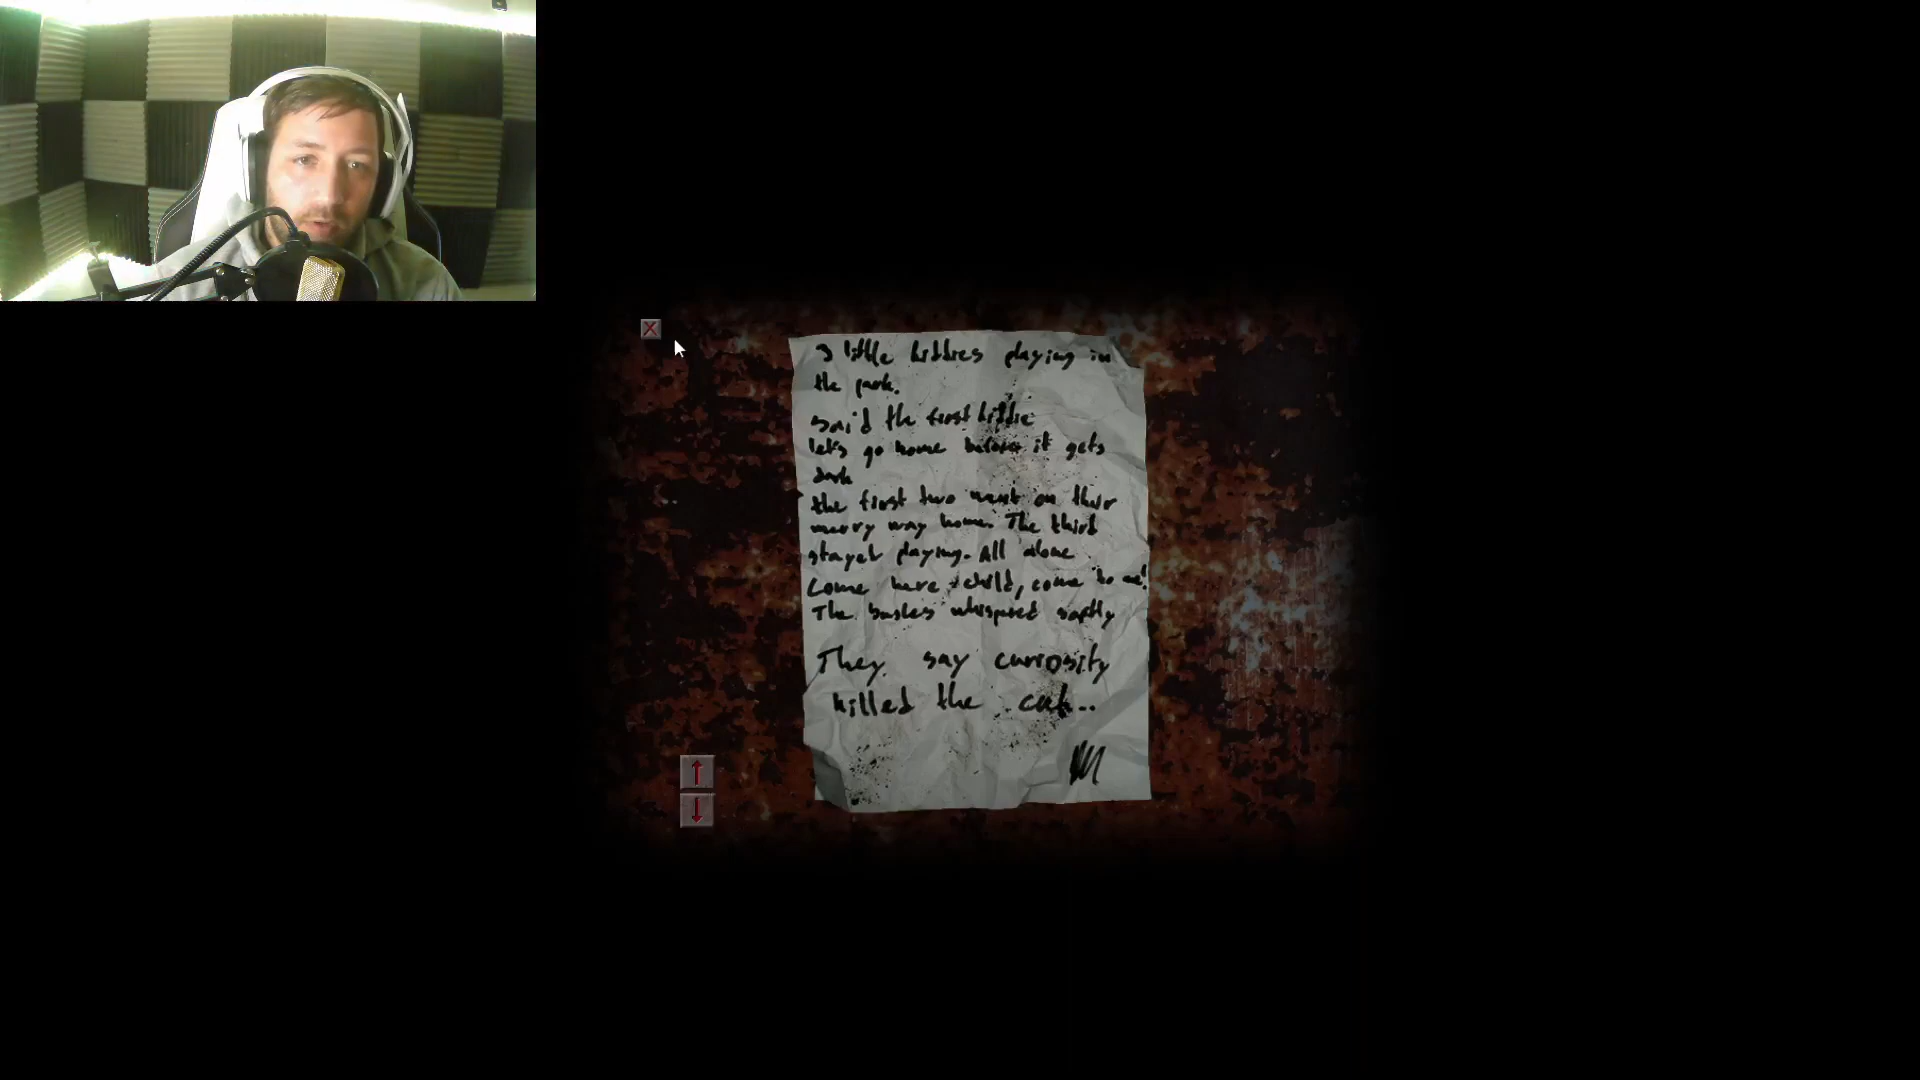 3 little kiddies playing in
the park.
said the first kiddie
let's go home before it gets
dark
the first two went on their
merry way home. The third
stayed playing. All alone
Come here child, come to me!
The bushes whispered softly
They say curiosity
killed the cat..